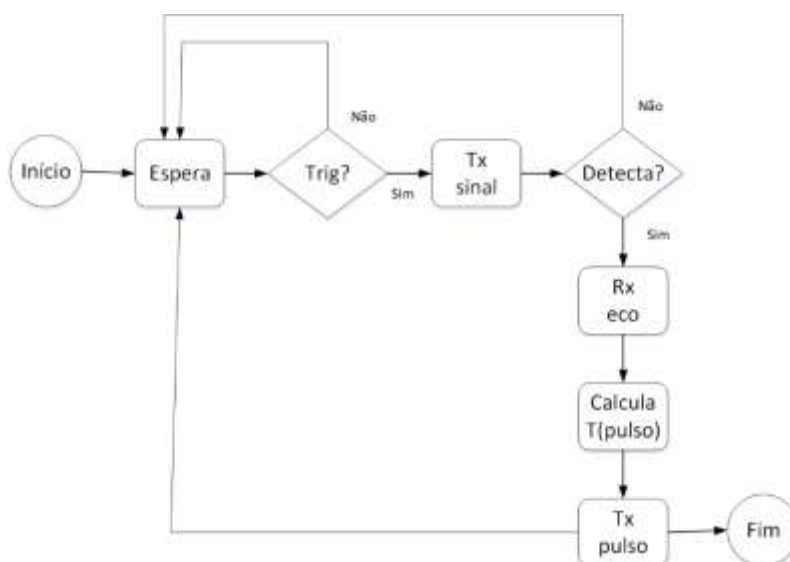 Não
Não
Início
Espera
Trig?
Sim
Tx
sinal
Detecta?
Sim
Rx
eco
Calcula
T(pulso)
Tx
pulso
Fim